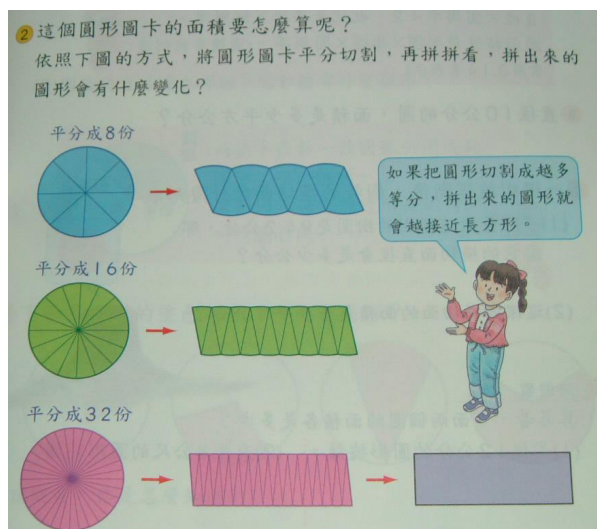 2 這個圓形圖卡的面積要怎麼算呢？
依照下圖的方式，將圓形圖卡平分切割，再拼拼看，拼出來的
圖形會有什麼變化？
平分成8份
如果把圓形切割成越多
等分，拼出來的圖形就
會越接近長方形。
平分成16份
平分成32份